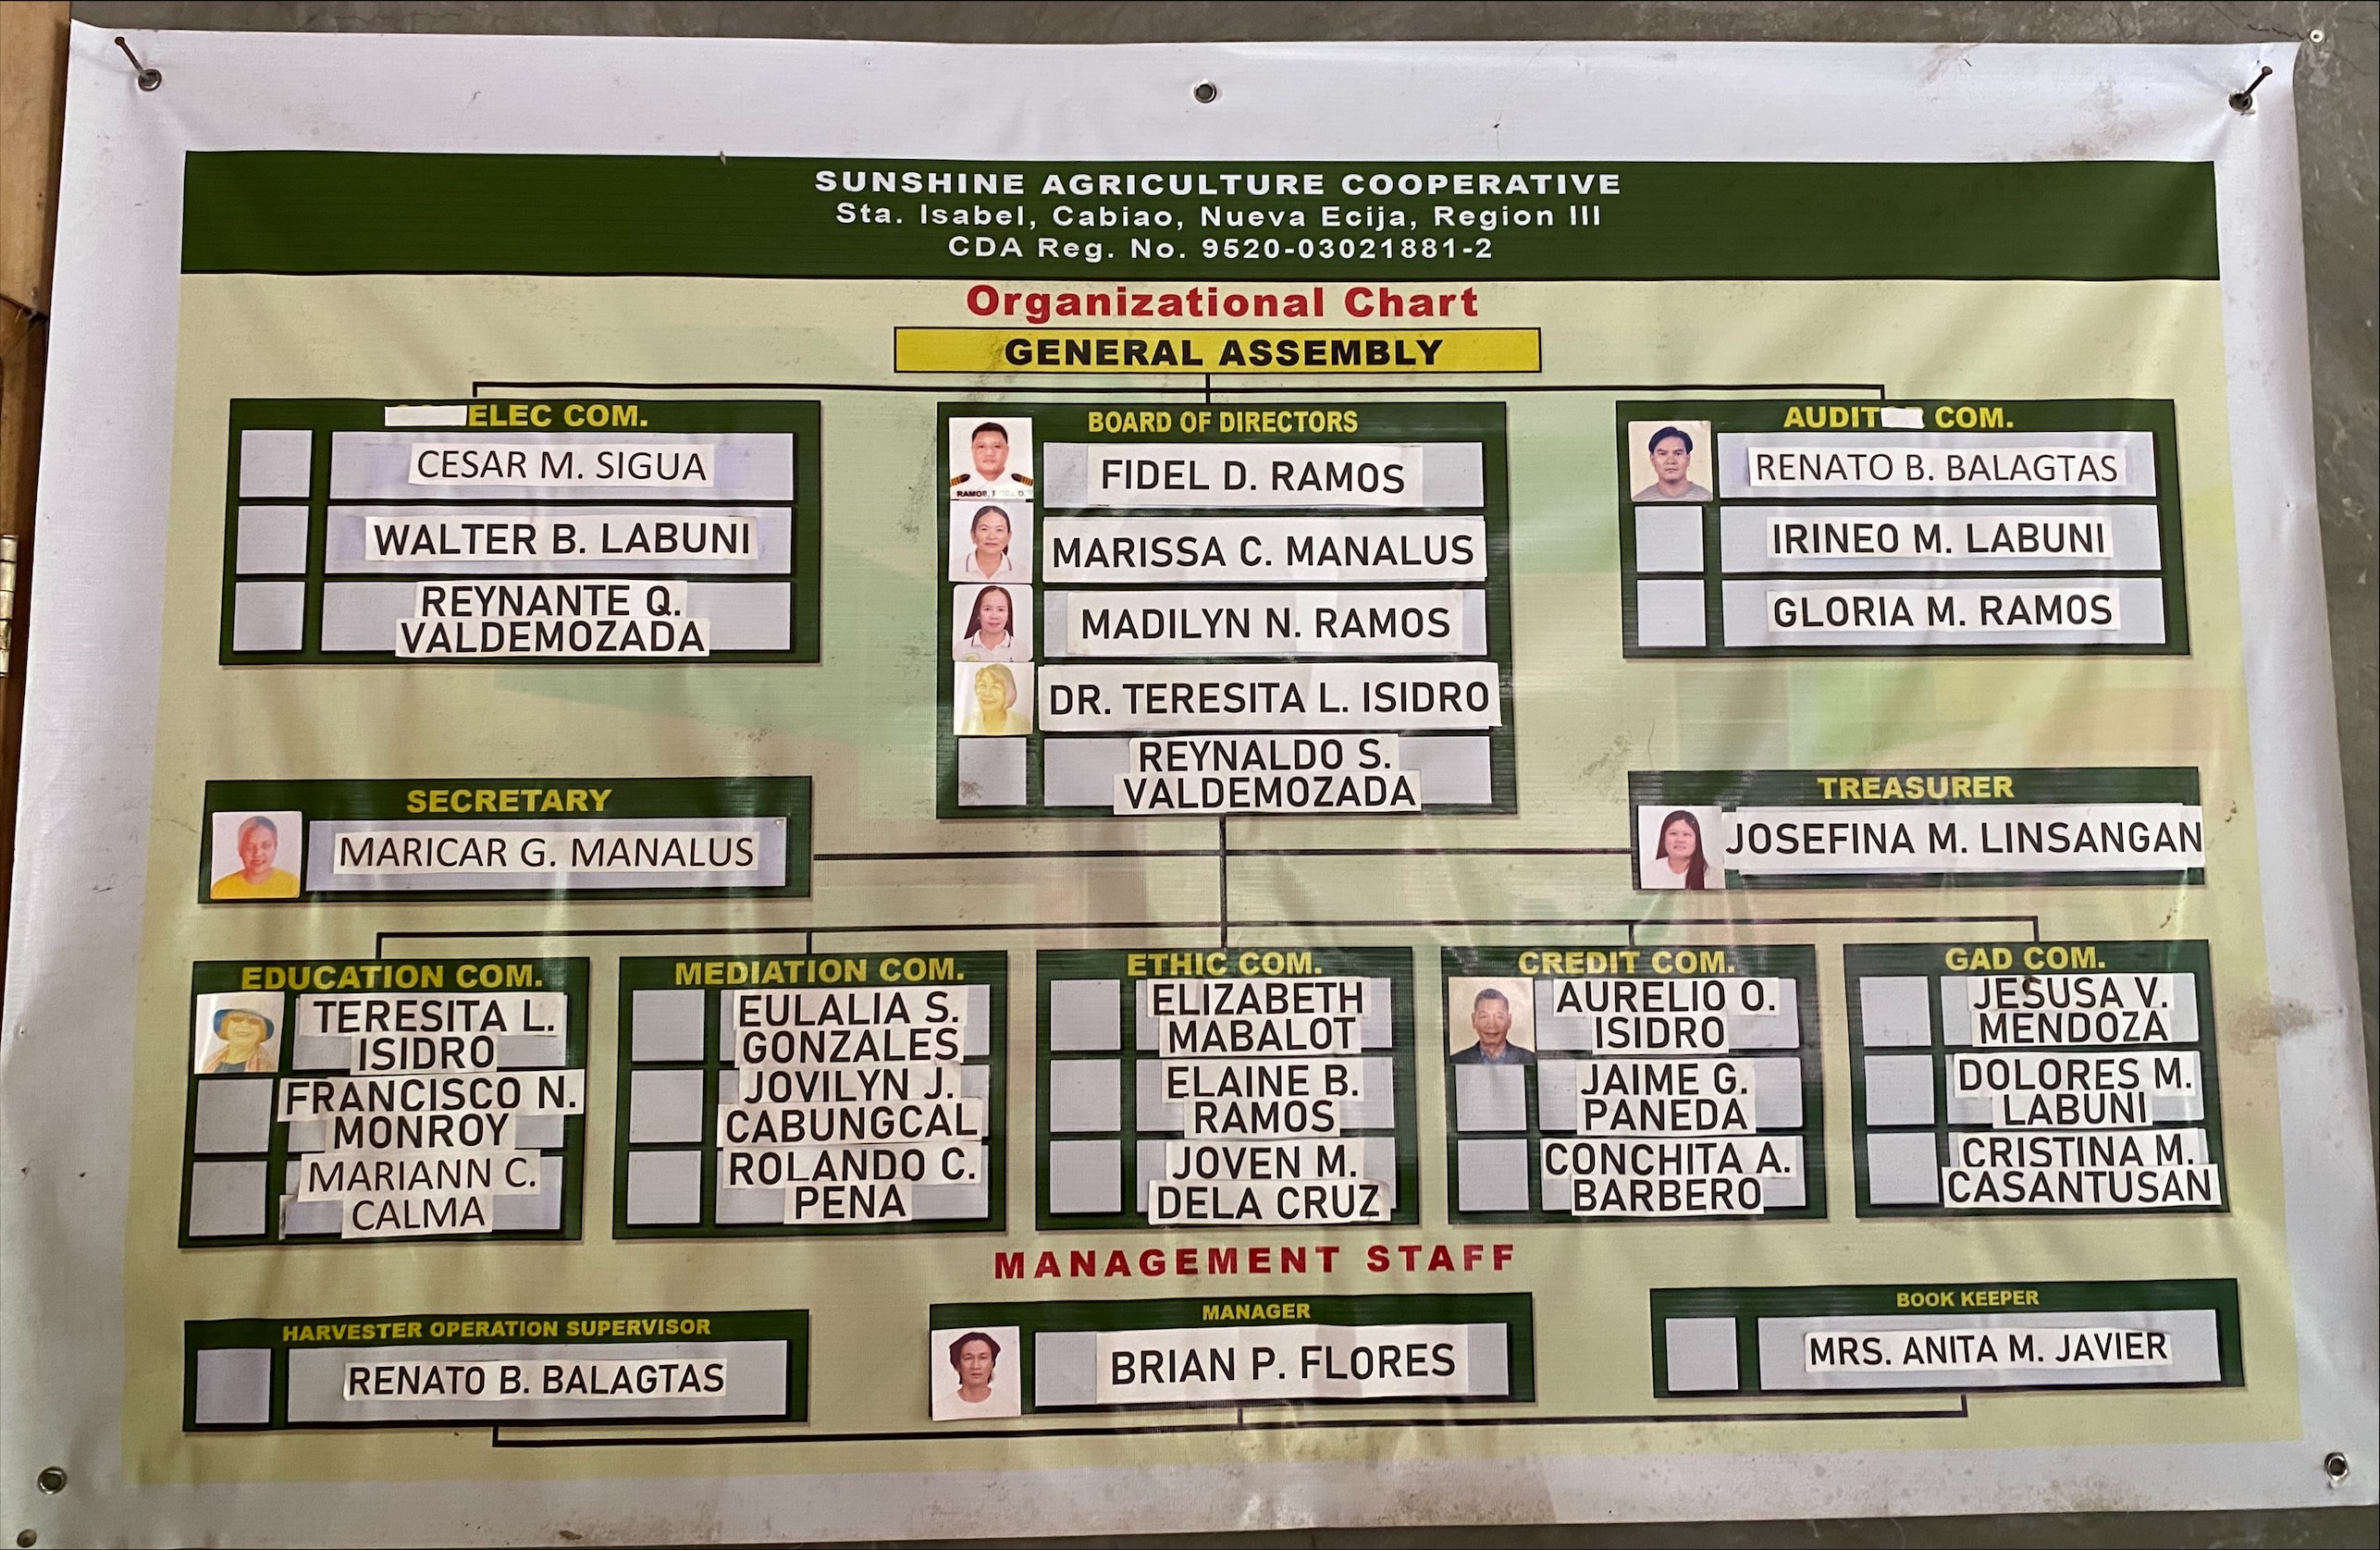 SUNSHINE AGRICULTURE COOPERATIVE
Sta. Isabel, Cabiao, Nueva Ecija, Region III
CDA Reg. No. 9520-03021881-2
Organizational Chart
GENERAL ASSEMBLY
ELEC COM.
CESAR M. SIGUA
WALTER B. LABUNI
REYNANTE Q.
VALDEMOZADA
BOARD OF DIRECTORS
RAMOS,
FIDEL D. RAMOS
MARISSA C. MANALUS
MADILYN N. RAMOS
DR. TERESITA L. ISIDRO
REYNALDO S.
VALDEMOZADA
AUDIT COM.
RENATO B. BALAGTAS
IRINEO M. LABUNI
GLORIA M. RAMOS
SECRETARY
MARICAR G. MANALUS
TREASURER
JOSEFINA M. LINSANGAN
EDUCATION COM.
TERESITA L.
ISIDRO
FRANCISCO N.
MONROY
MARIANN C.
CALMA
MEDIATION COM.
EULALIA S.
GONZALES
JOVILYN J.
CABUNGCAL
ROLANDO C.
PENA
ETHIC COM.
ELIZABETH
MABALOT
ELAINE B.
RAMOS
JOVEN M.
DELA CRUZ
CREDIT COM.
AURELIO O.
ISIDRO
JAIME G.
PANEDA
CONCHITA A.
BARBERO
GAD COM.
JESUSA V.
MENDOZA
DOLORES M.
LABUNI
CRISTINA M.
CASANTUSAN
MANAGEMENT STAFF
HARVESTER OPERATION SUPERVISOR
RENATO B. BALAGTAS
MANAGER
BRIAN P. FLORES
BOOK KEEPER
MRS. ANITA M. JAVIER